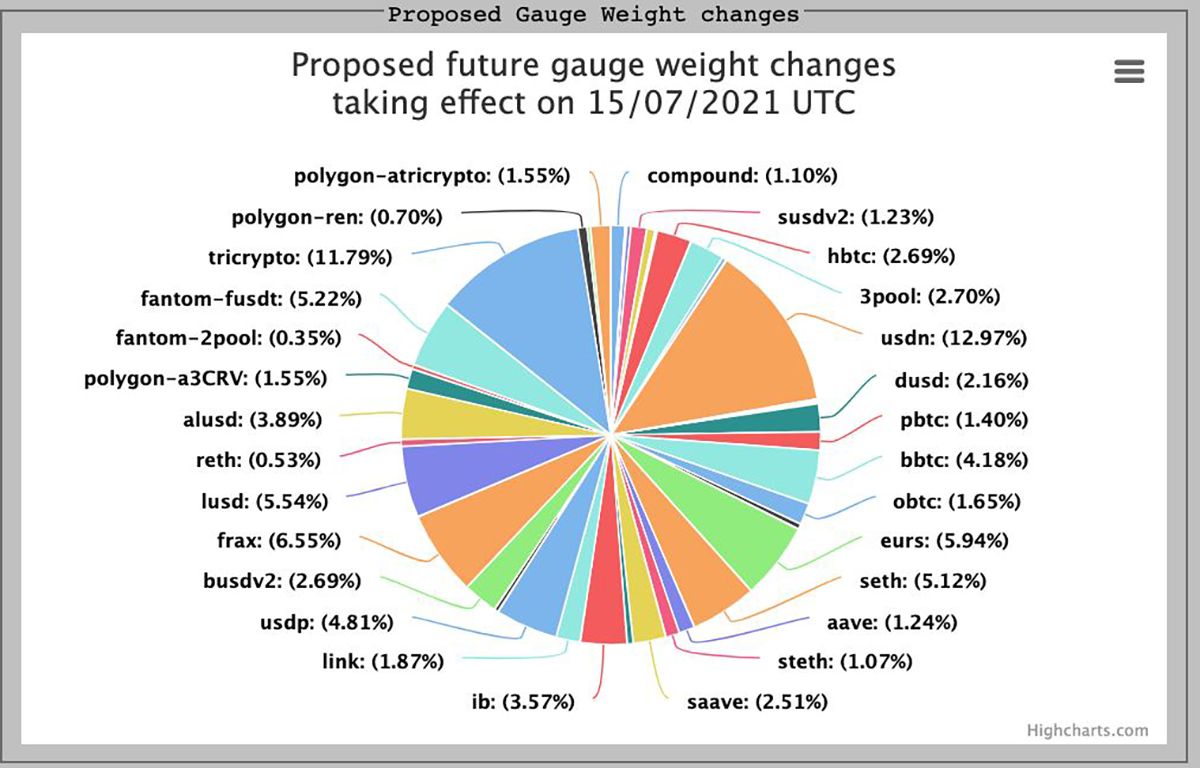 Proposed Gauge Weight changes
Proposed future gauge weight changes
taking effect on 15/07/2021 UTC
polygon-atricrypto: (1.55%)
compound: (1.10%)
polygon-ren: (0.70%)
susdv2: (1.23%)
tricrypto: (11.79%)
hbtc: (2.69%)
fantom-fusdt: (5.22%)
3pool: (2.70%)
fantom-2pool: (0.35%)
usdn: (12.97%)
polygon-a3CRV: (1.55%)
dusd: (2.16%)
alusd: (3.89%)
pbtc: (1.40%)
reth: (0.53%)
bbtc: (4.18%)
lusd: (5.54%)
obtc: (1.65%)
frax: (6.55%)
eurs: (5.94%)
busdv2: (2.69%)
seth: (5.12%)
usdp: (4.81%)
aave: (1.24%)
link: (1.87%)
steth: (1.07%)
ib: (3.57%)
saave: (2.51%)
Highcharts.com